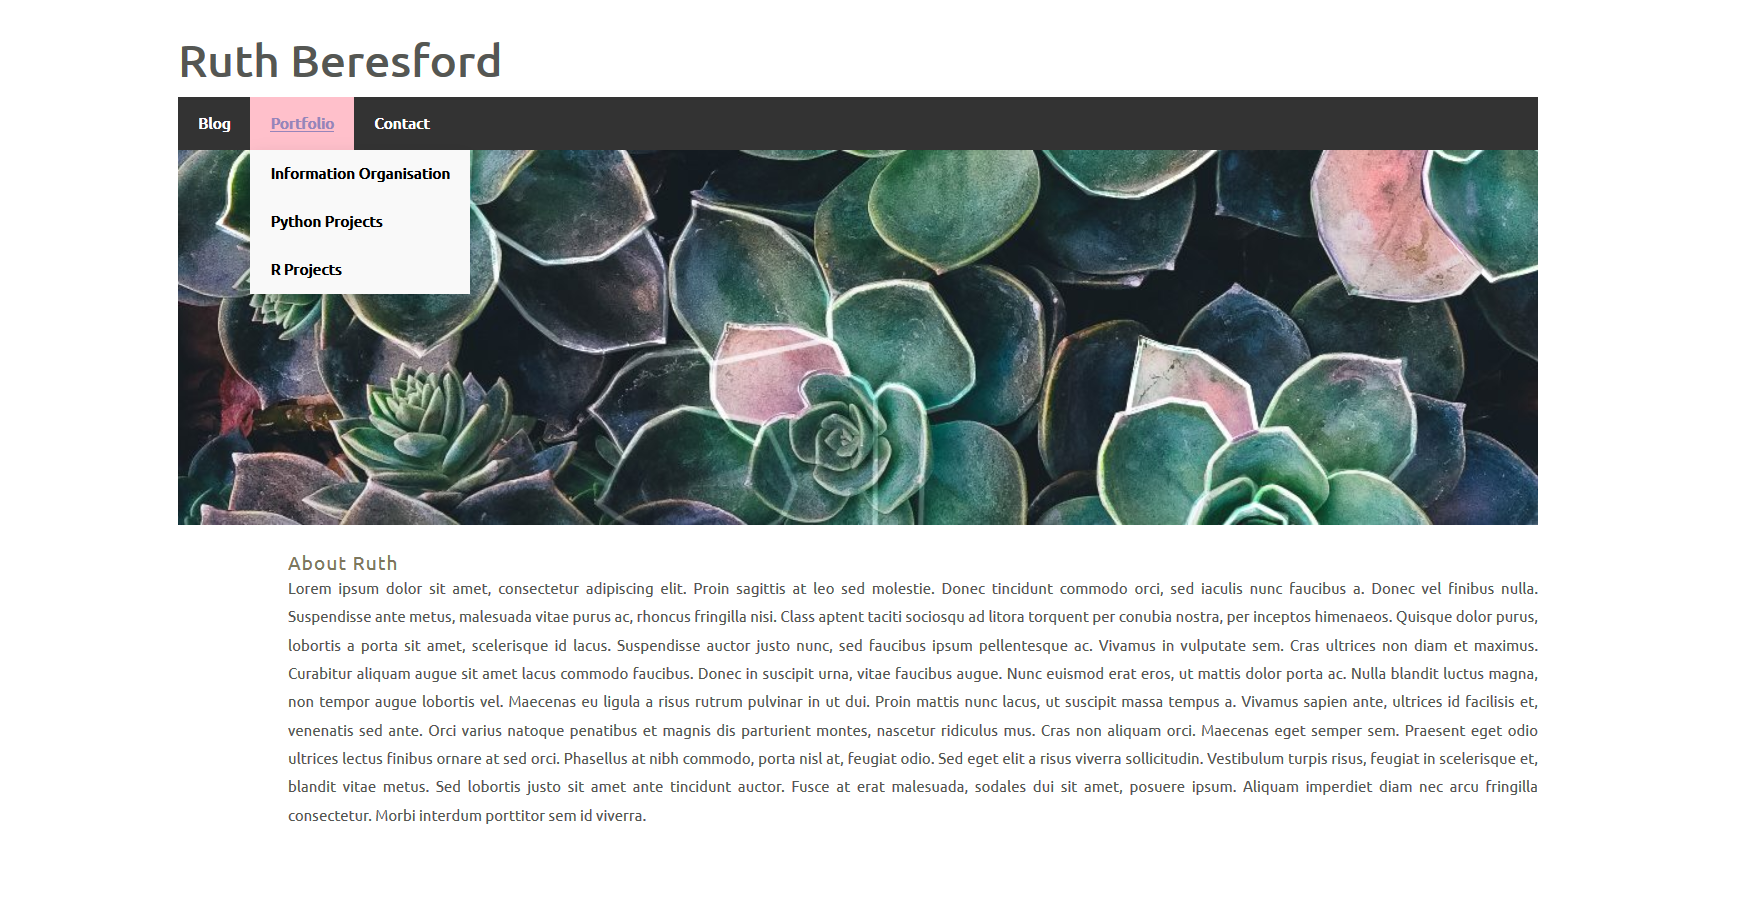 Ruth Beresford
Blog Portfolio Contact
Information Organisation
Python Projects
R Projects
About Ruth
Lorem ipsum dolor sit amet, consectetur adipiscing elit. Proin sagittis at leo sed molestie. Donec tincidunt commodo orci, sed iaculis nunc faucibus a. Donec vel finibus nulla.
Suspendisse ante metus, malesuada vitae purus ac, rhoncus fringilla nisi. Class aptent taciti sociosqu ad litora torquent per conubia nostra, per inceptos himenaeos. Quisque dolor purus,
lobortis a porta sit amet, scelerisque id lacus. Suspendisse auctor justo nunc, sed faucibus ipsum pellentesque ac. Vivamus in vulputate sem. Cras ultrices non diam et maximus.
Curabitur aliquam augue sit amet lacus commodo faucibus. Donec in suscipit urna, vitae faucibus augue. Nunc euismod erat eros, ut mattis dolor porta ac. Nulla blandit luctus magna,
non tempor augue lobortis vel. Maecenas eu ligula a risus rutrum pulvinar in ut dui. Proin mattis nunc lacus, ut suscipit massa tempus a. Vivamus sapien ante, ultrices id facilisis et,
venenatis sed ante. Orci varius natoque penatibus et magnis dis parturient montes, nascetur ridiculus mus. Cras non aliquam orci. Maecenas eget semper sem. Praesent eget odio
ultrices lectus finibus ornare at sed orci. Phasellus at nibh commodo, porta nisl at, feugiat odio. Sed eget elit a risus viverra sollicitudin. Vestibulum turpis risus, feugiat in scelerisque et,
blandit vitae metus. Sed lobortis justo sit amet ante tincidunt auctor. Fusce at erat malesuada, sodales dui sit amet, posuere ipsum. Aliquam imperdiet diam nec arcu fringilla
consectetur. Morbi interdum porttitor sem id viverra.